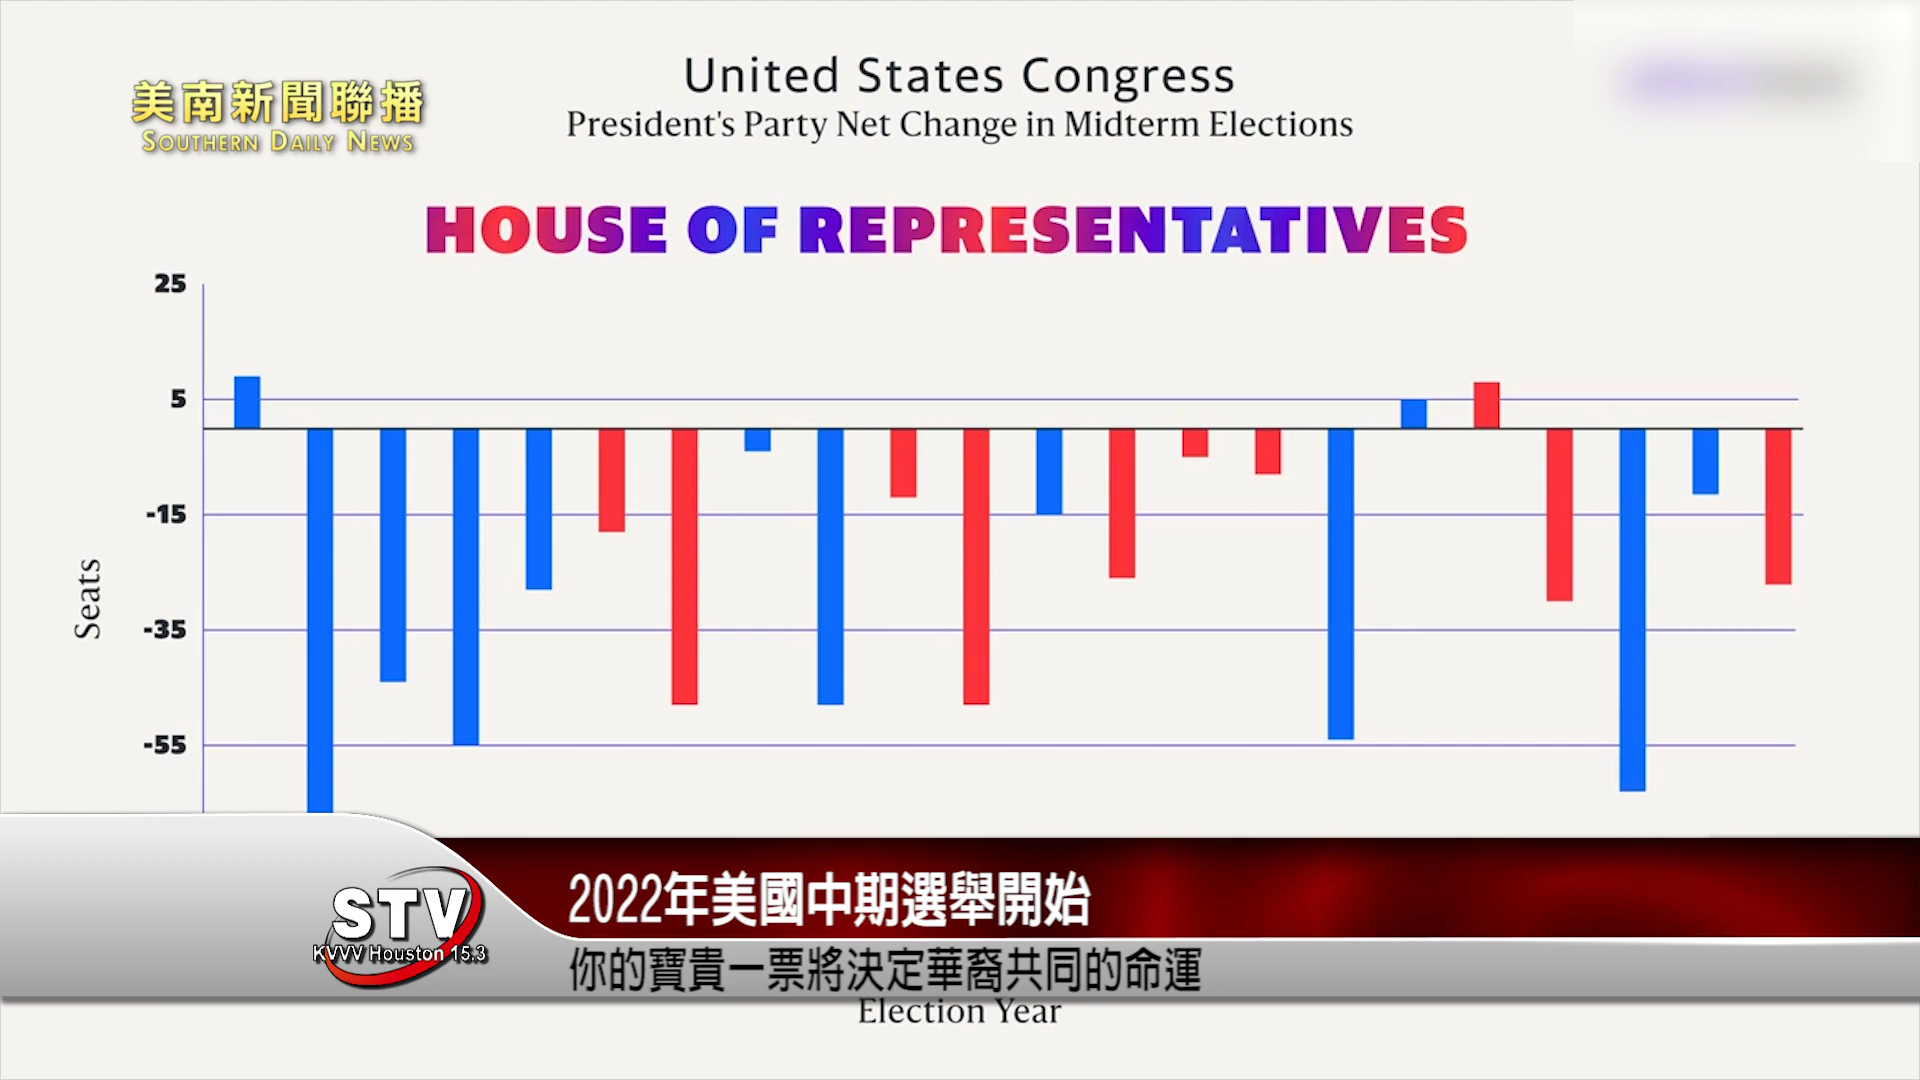 美南新聞聯播
SOUTHERN DAILY NEWS
United States Congress
President's Party Net Change in Midterm Elections
HOUSE OF REPRESENTATIVES
25
5
-15
-35
-55
Seats
2022年美國中期選舉開始
STV
KVVV Houston 15.3
你的寶貴一票將決定華裔共同的命運
Election Year